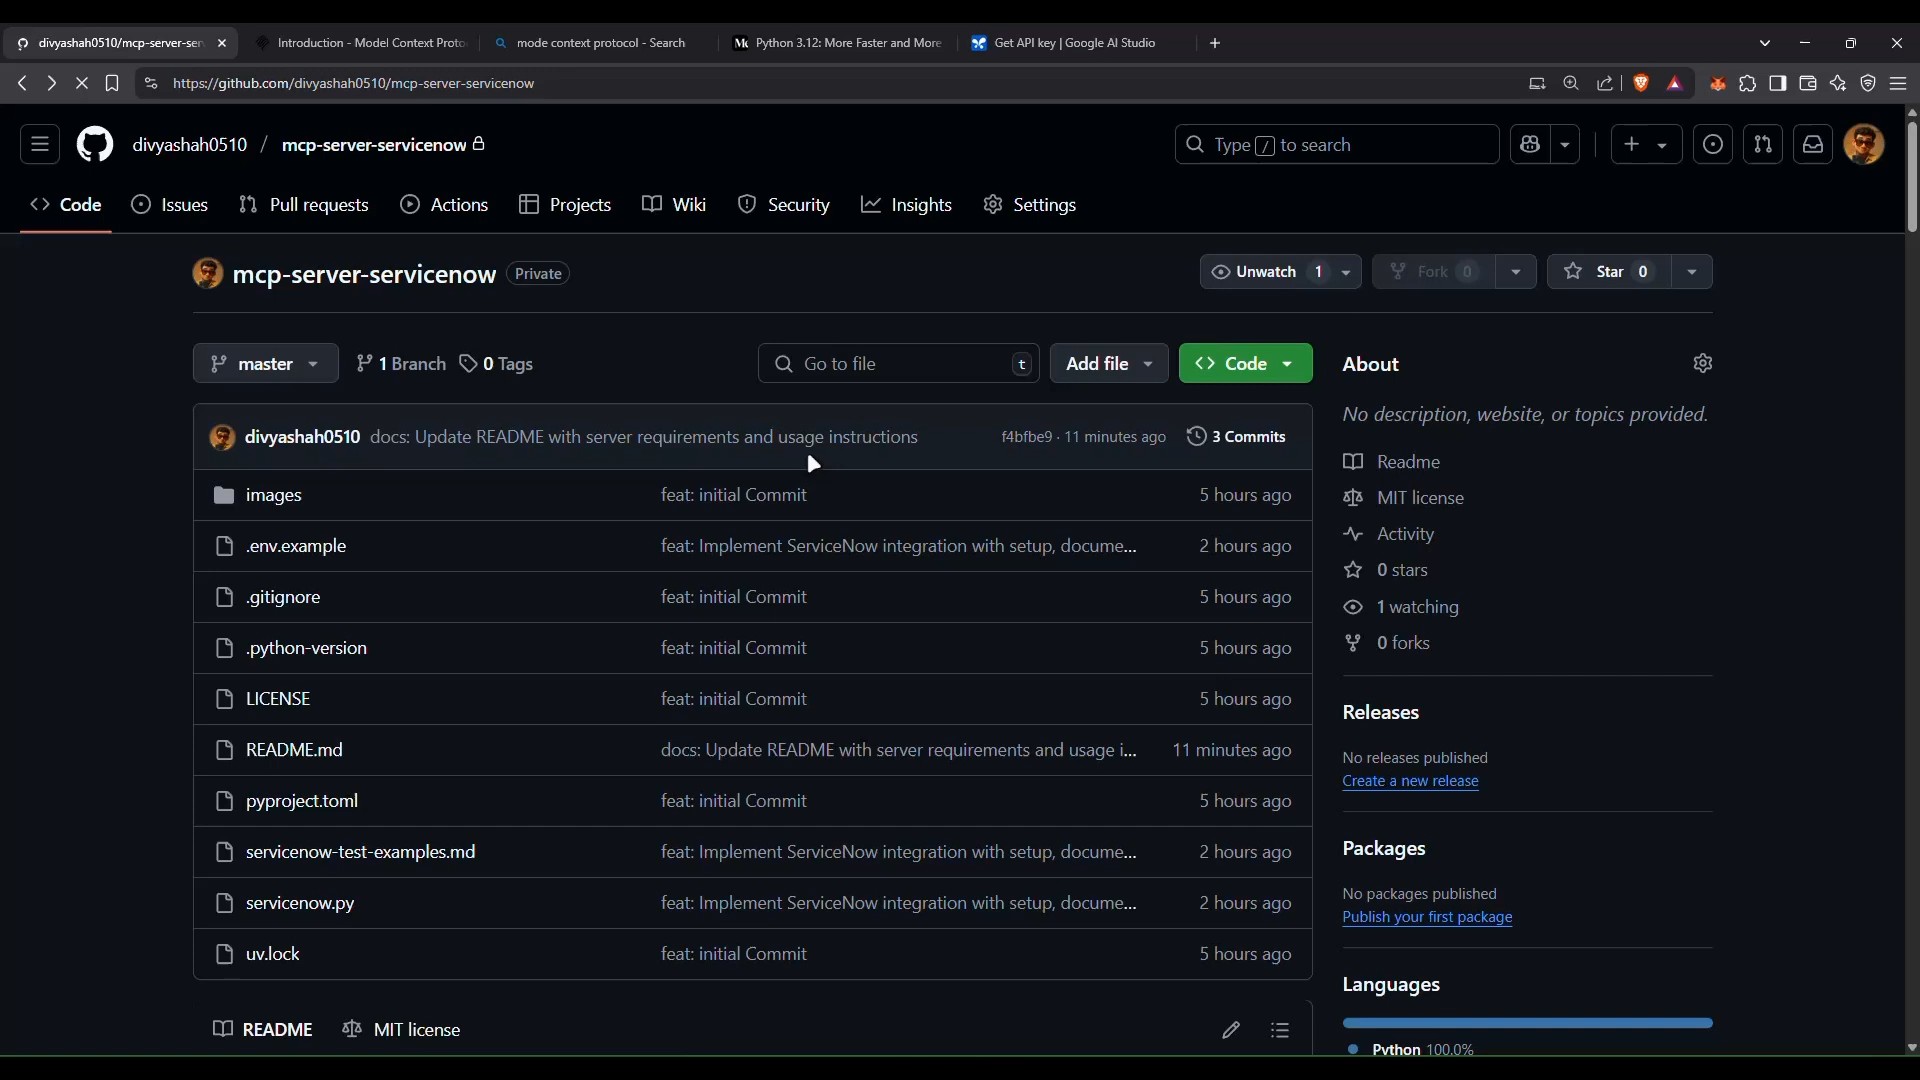 divyashah0510/mcp-server-ser
Introduction - Model Context Proto
mode context protocol - Search
Python 3.12: More Faster and More
Get API key | Google AI Studio
https://github.com/divyashah0510/mcp-server-servicenow
divyashah0510 / mcp-server-servicenow
Type / to search
Code
Issues
Pull requests
Actions
Projects
Wiki
Security
Insights
Settings
mcp-server-servicenow Private
Unwatch 1
Fork 0
Star 0
master
1 Branch
0 Tags
Go to file t
Add file
Code
divyashah0510 docs: Update README with server requirements and usage instructions f4bfbe9 · 11 minutes ago 3 Commits
images feat: initial Commit 5 hours ago
.env.example feat: Implement ServiceNow integration with setup, docume... 2 hours ago
.gitignore feat: initial Commit 5 hours ago
.python-version feat: initial Commit 5 hours ago
LICENSE feat: initial Commit 5 hours ago
README.md docs: Update README with server requirements and usage i... 11 minutes ago
pyproject.toml feat: initial Commit 5 hours ago
servicenow-test-examples.md feat: Implement ServiceNow integration with setup, docume... 2 hours ago
servicenow.py feat: Implement ServiceNow integration with setup, docume... 2 hours ago
uv.lock feat: initial Commit 5 hours ago
README
MIT license
About
No description, website, or topics provided.
Readme
MIT license
Activity
0 stars
1 watching
0 forks
Releases
No releases published
Create a new release
Packages
No packages published
Publish your first package
Languages
Python 100.0%